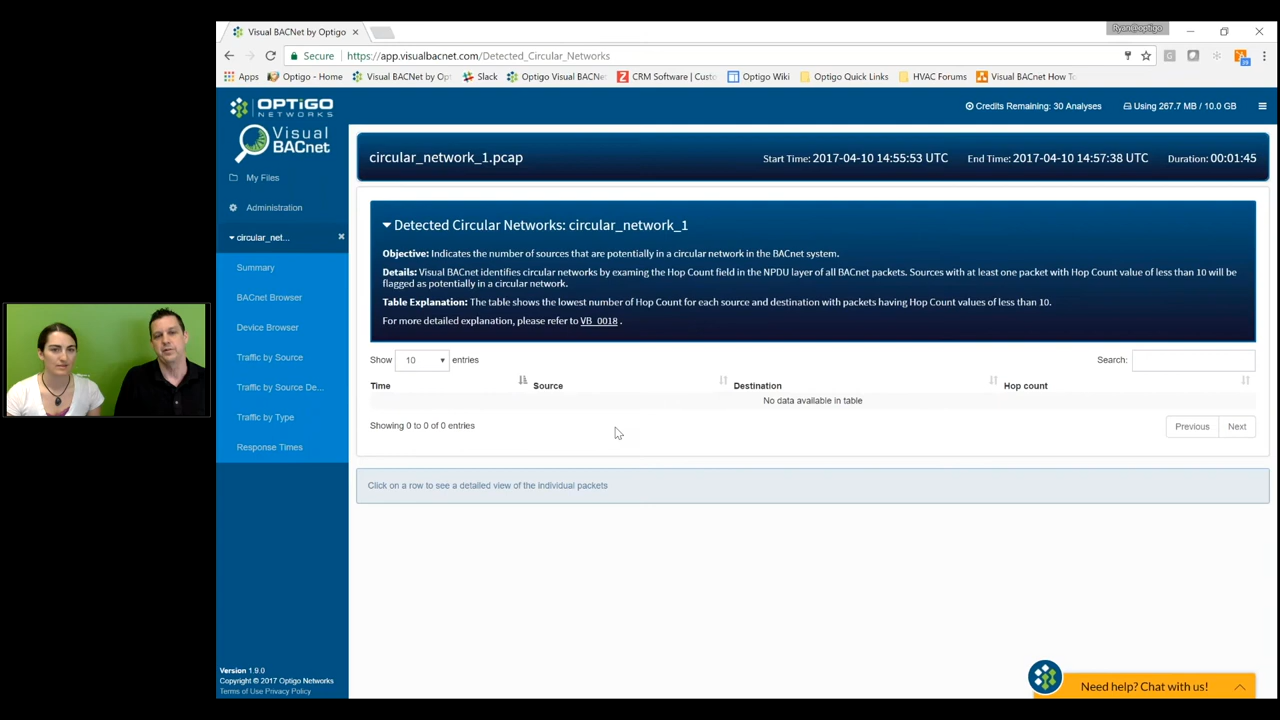 Visual BACnet by Optigo
Ryan@optigo
Secure
https://app.visualbacnet.com/Detected_Circular_Networks
Apps
Optigo - Home
Visual BACnet by Opt
Slack
Optigo Visual BACNe
CRM Software | Custo
Optigo Wiki
Optigo Quick Links
HVAC Forums
Visual BACnet How To
OPTIGO
NETWORKS
Visual
BACnet
Credits Remaining: 30 Analyses
Using 267.7 MB / 10.0 GB
My Files
Administration
circular_net...
Summary
BACnet Browser
Device Browser
Traffic by Source
Traffic by Source De...
Traffic by Type
Response Times
circular_network_1.pcap
Start Time: 2017-04-10 14:55:53 UTC
End Time: 2017-04-10 14:57:38 UTC
Duration: 00:01:45
Detected Circular Networks: circular_network_1
Objective: Indicates the number of sources that are potentially in a circular network in the BACnet system.
Details: Visual BACnet identifies circular networks by examing the Hop Count field in the NPDU layer of all BACnet packets. Sources with at least one packet with Hop Count value of less than 10 will be
flagged as potentially in a circular network.
Table Explanation: The table shows the lowest number of Hop Count for each source and destination with packets having Hop Count values of less than 10.
For more detailed explanation, please refer to VB_0018 .
Show 10 entries
Search:
Time
Source
Destination
Hop count
No data available in table
Showing 0 to 0 of 0 entries
Previous
Next
Click on a row to see a detailed view of the individual packets
Version 1.9.0
Copyright © 2017 Optigo Networks
Terms of Use Privacy Policy
Need help? Chat with us!